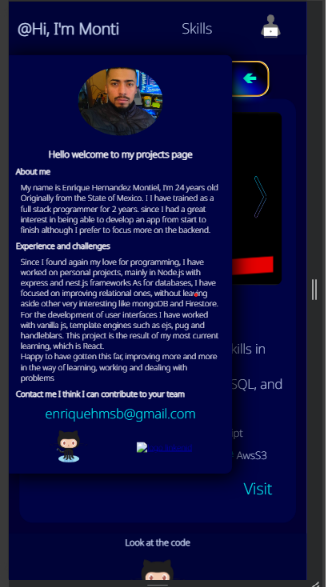 @Hi, I'm Monti
Skills
Hello welcome to my projects page
About me
My name is Enrique Hernandez Montiel, I'm 24 years old
Originally from the State of Mexico. I I have trained as a
full stack programmer for 2 years. since I had a great
interest in being able to develop an app from start to
finish although I prefer to focus more on the backend.
Experience and challenges
Since I found again my love for programming, I have
worked on personal projects, mainly in Node.js with
express and nest.js frameworks As for databases, I have
focused on improving relational ones, without leaving
aside other very interesting like mongoDB and Firestore.
For the development of user interfaces I have worked
with vanilla js, template engines such as ejs, pug and
handleblars. This project is the result of my most current
learning, which is React.
Happy to have gotten this far, improving more and more
in the way of learning, working and dealing with
problems
Contact me I think I can contribute to your team
enriquehmsb@gmail.com
kills in
SQL, and
ipt
AwsS3
Visit
Look at the code